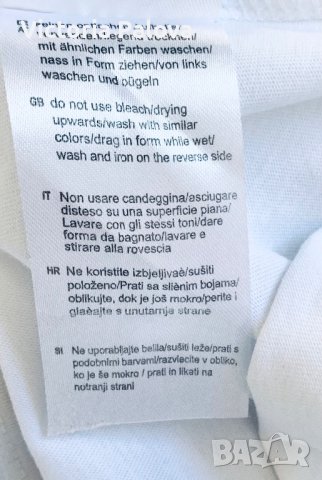 mit ähnlichen Farben waschen/
nass in Form ziehen/von links
waschen und bügeln
GB do not use bleach/drying
upwards/wash with similar
colors/drag in form while wet/
wash and iron on the reverse side
IT Non usare candeggina/asciugare
disteso su una superficie piana/
Lavare con gli stessi toni/dare
forma da bagnato/lavare e
stirare alla rovescia
HR Ne koristite izbjeljivaè/sušiti
položeno/Prati sa sliènim bojama/
oblikujte, dok je još mokro/perite i
glaèajte s unutarnje strane
SI Ne uporabljajte belila/sušiti leže/prati s
podobnimi barvami/razvlecite v obliko,
ko je še mokro / prati in likati na
notranji strani
BAZAR